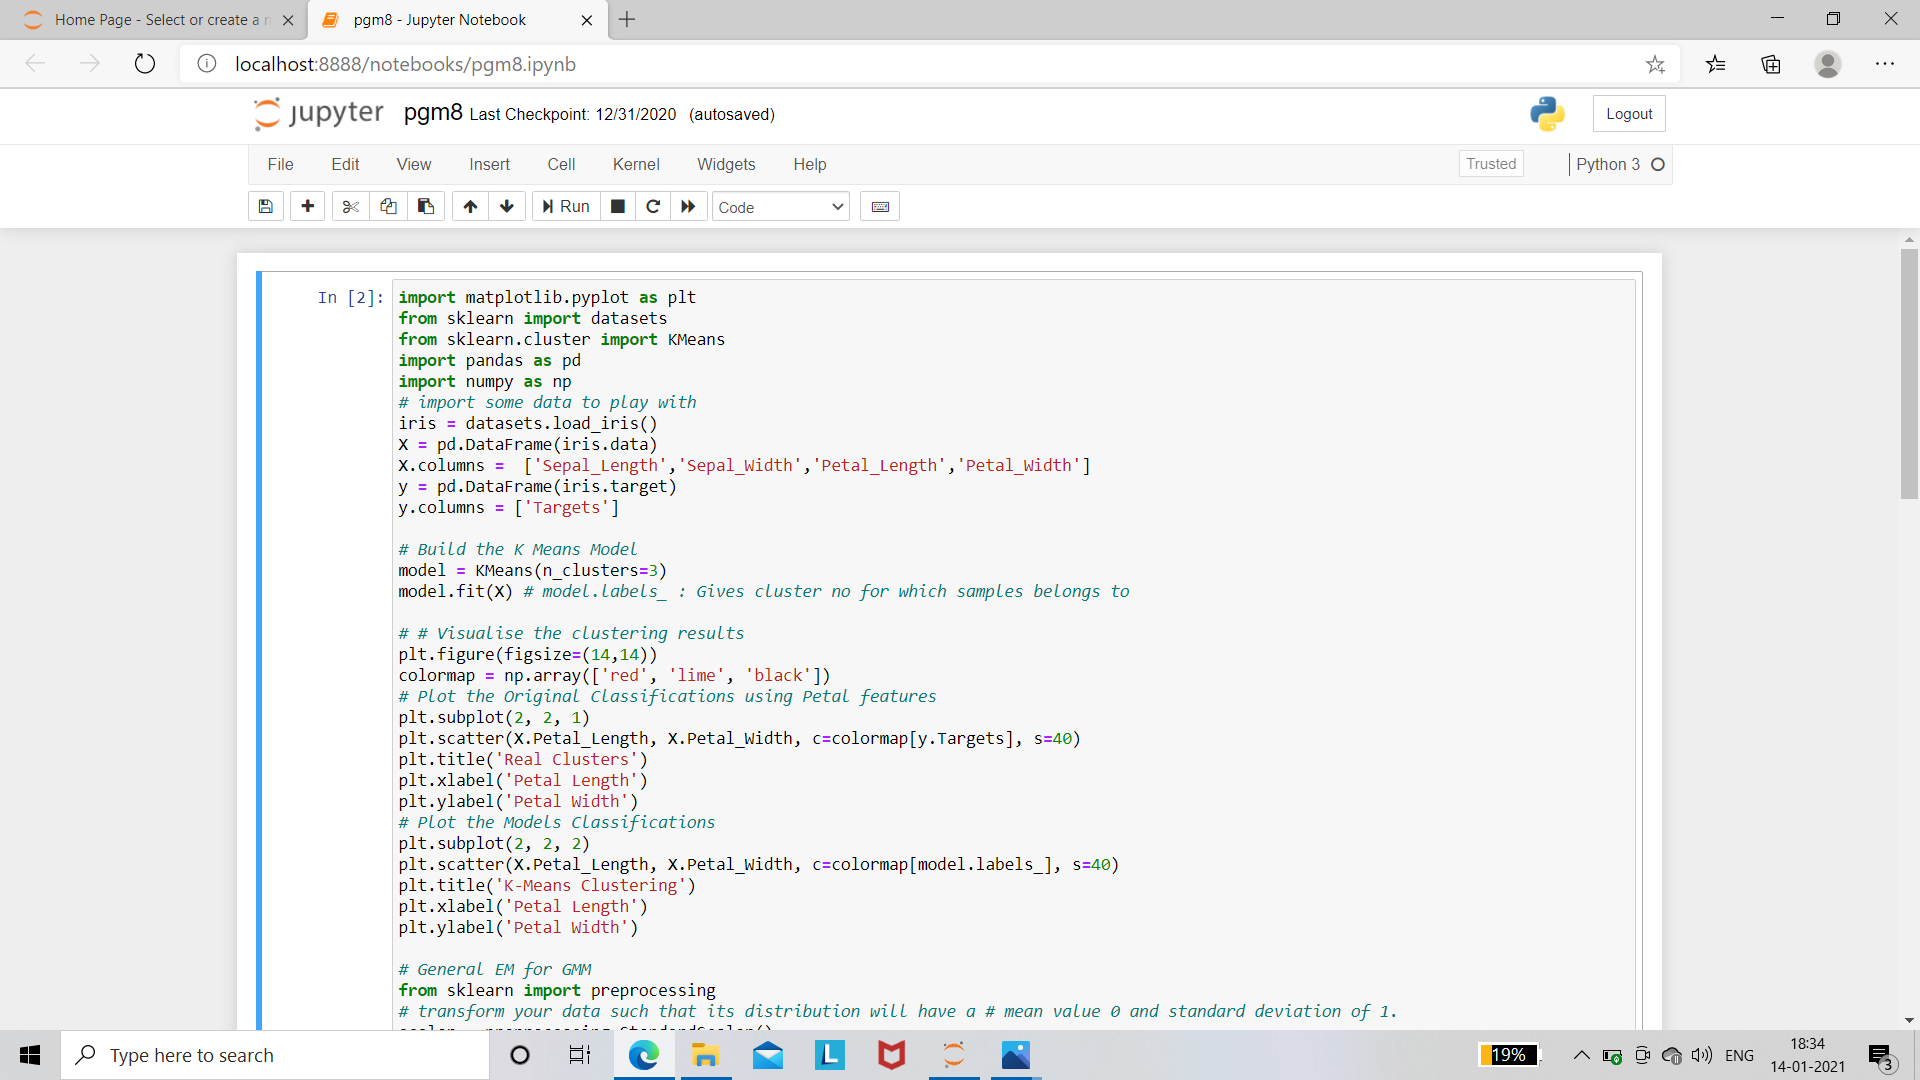 Home Page - Select or create a n
pgm8 - Jupyter Notebook
localhost:8888/notebooks/pgm8.ipynb
jupyter pgm8 Last Checkpoint: 12/31/2020 (autosaved)
Logout
File Edit View Insert Cell Kernel Widgets Help
Trusted
Python 3
Run
Code
In [2]:
import matplotlib.pyplot as plt
from sklearn import datasets
from sklearn.cluster import KMeans
import pandas as pd
import numpy as np
# import some data to play with
iris = datasets.load_iris()
X = pd.DataFrame(iris.data)
X.columns =  ['Sepal_Length','Sepal_Width','Petal_Length','Petal_Width']
y = pd.DataFrame(iris.target)
y.columns = ['Targets']
# Build the K Means Model
model = KMeans(n_clusters=3)
model.fit(X) # model.labels_ : Gives cluster no for which samples belongs to
# # Visualise the clustering results
plt.figure(figsize=(14,14))
colormap = np.array(['red', 'lime', 'black'])
# Plot the Original Classifications using Petal features
plt.subplot(2, 2, 1)
plt.scatter(X.Petal_Length, X.Petal_Width, c=colormap[y.Targets], s=40)
plt.title('Real Clusters')
plt.xlabel('Petal Length')
plt.ylabel('Petal Width')
# Plot the Models Classifications
plt.subplot(2, 2, 2)
plt.scatter(X.Petal_Length, X.Petal_Width, c=colormap[model.labels_], s=40)
plt.title('K-Means Clustering')
plt.xlabel('Petal Length')
plt.ylabel('Petal Width')
# General EM for GMM
from sklearn import preprocessing
# transform your data such that its distribution will have a # mean value 0 and standard deviation of 1.
Type here to search
L
19%
ENG
18:34
14-01-2021
3